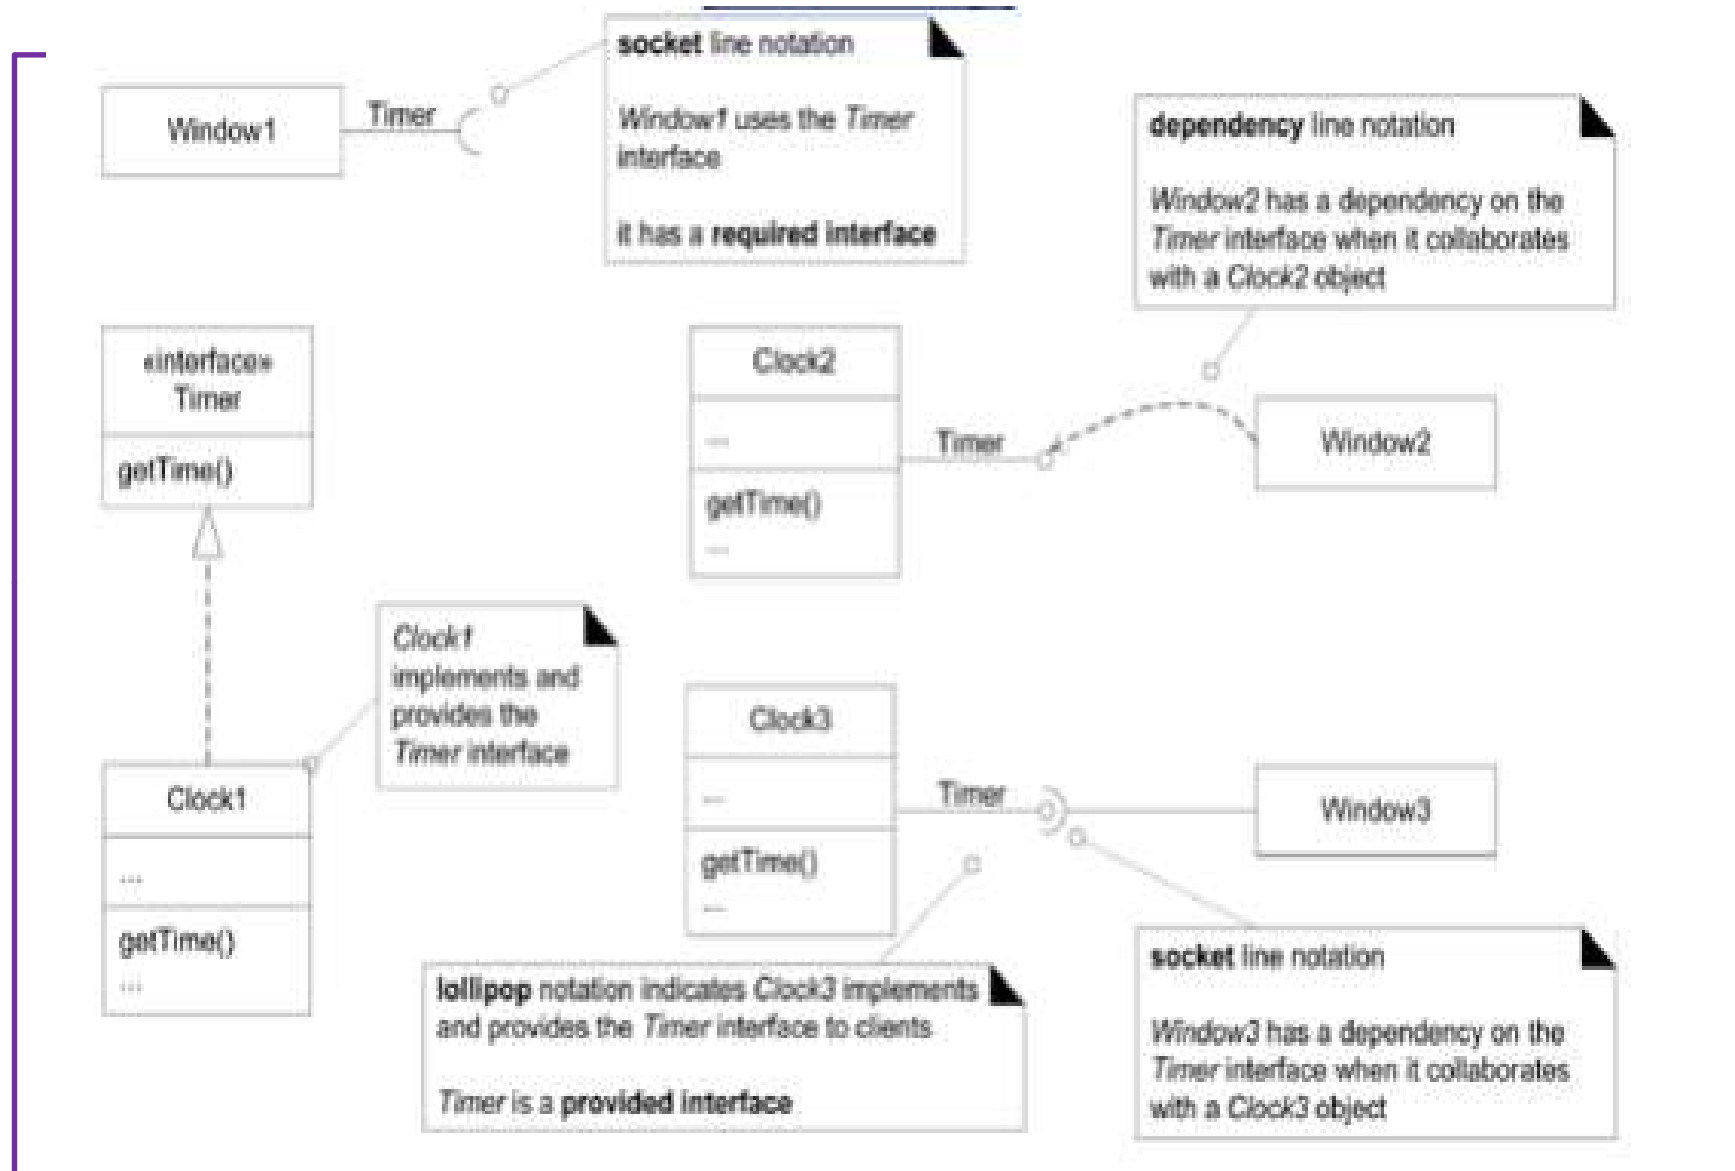 socket line notation
Window1 uses the Timer
interface
it has a required interface
Window1
Timer
dependency line notation
Window2 has a dependency on the
Timer interface when it collaborates
with a Clock2 object
«interface»
Timer
getTime()
Clock2
...
getTime()
...
Timer
Window2
Clock1
implements and
provides the
Timer interface
Clock1
...
getTime()
...
Clock3
...
getTime()
...
Timer
Window3
lollipop notation indicates Clock3 implements
and provides the Timer interface to clients
Timer is a provided interface
socket line notation
Window3 has a dependency on the
Timer interface when it collaborates
with a Clock3 object